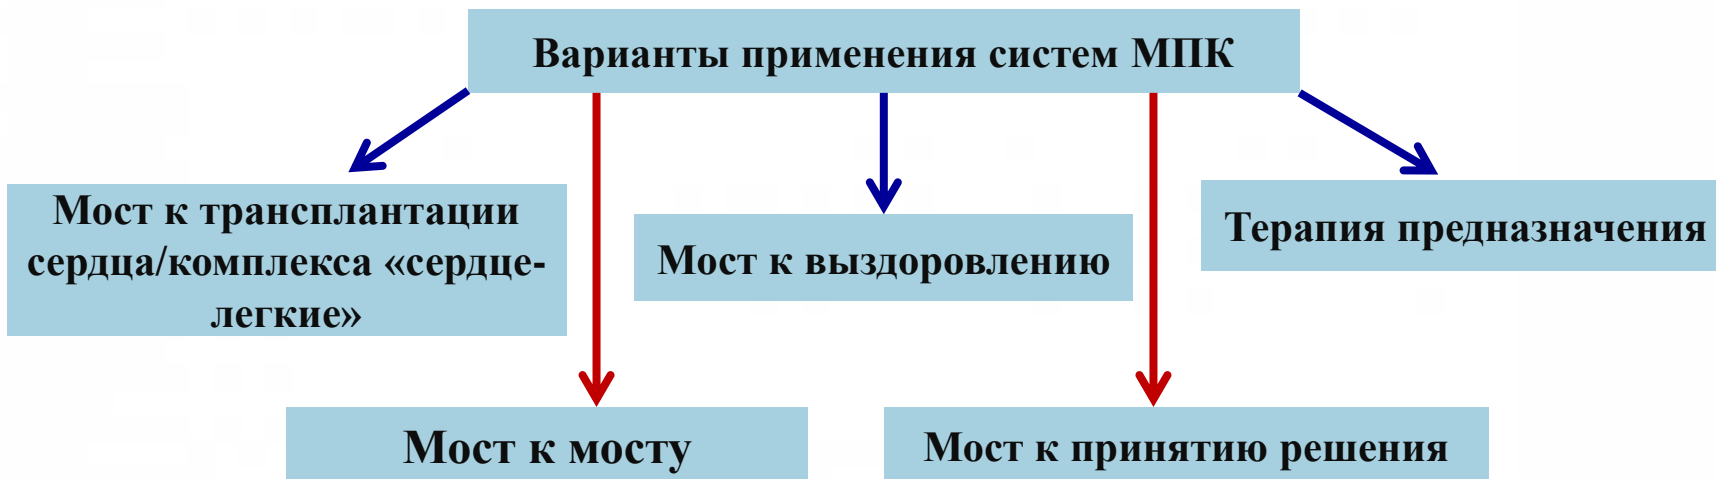 Варианты применения систем МПК
Мост к трансплантации
сердца/комплекса «сердце-
легкие»
Мост к выздоровлению
Терапия предназначения
Мост к мосту
Мост к принятию решения